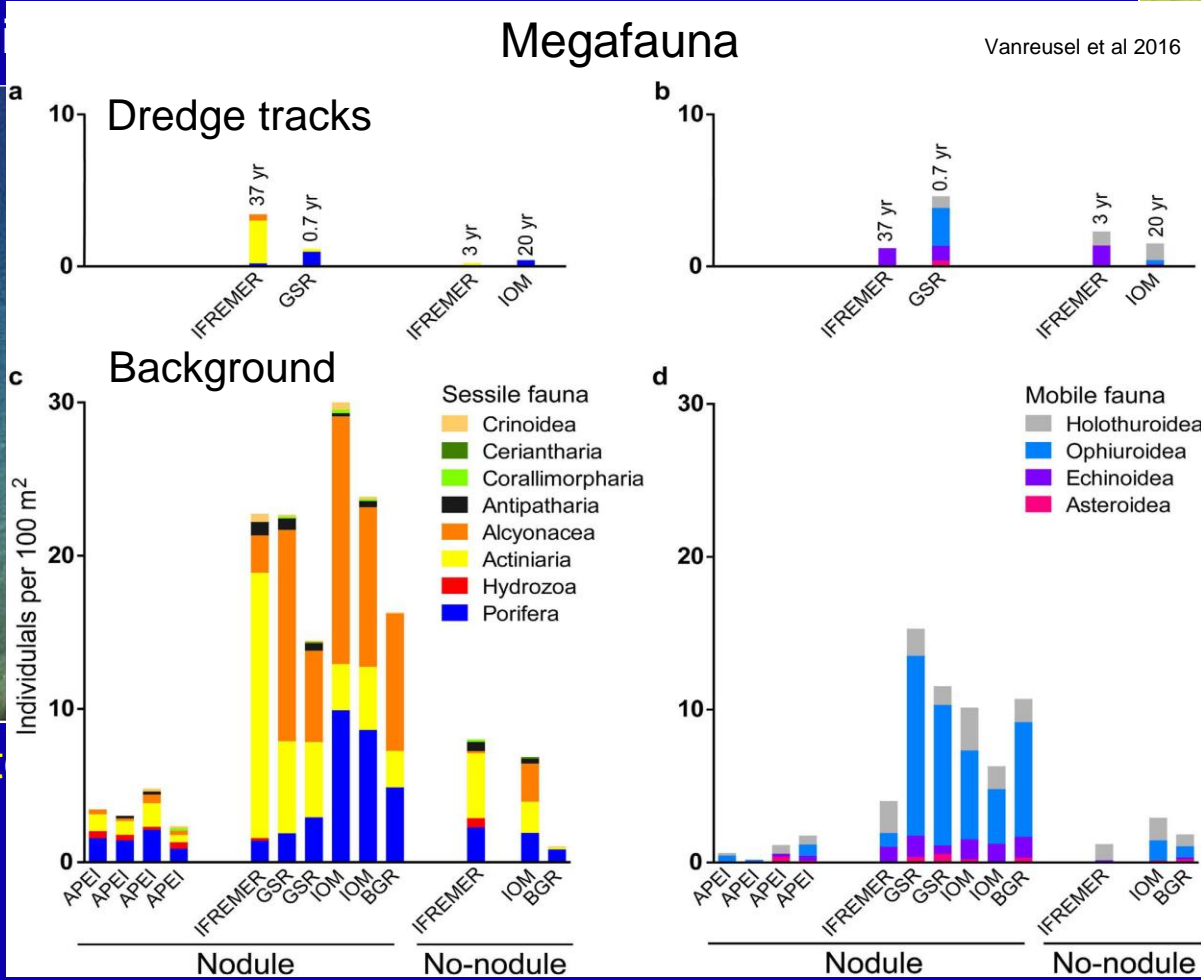 Megafauna
Vanreusel et al 2016
a
Dredge tracks
10
0
37 yr
0.7 yr
3 yr
20 yr
IFREMER
GSR
IFREMER
IOM
b
10
0
37 yr
0.7 yr
3 yr
20 yr
IFREMER
GSR
IFREMER
IOM
c
Background
30
20
10
0
Individulals per 100 m²
Sessile fauna
Crinoidea
Ceriantharia
Corallimorpharia
Antipatharia
Alcyonacea
Actiniaria
Hydrozoa
Porifera
APEI
APEI
APEI
APEI
IFREMER
GSR
GSR
IOM
IOM
BGR
IFREMER
IOM
BGR
Nodule
No-nodule
d
30
20
10
0
Mobile fauna
Holothuroidea
Ophiuroidea
Echinoidea
Asteroidea
APEI
APEI
APEI
APEI
IFREMER
GSR
GSR
IOM
IOM
BGR
IFREMER
IOM
BGR
Nodule
No-nodule